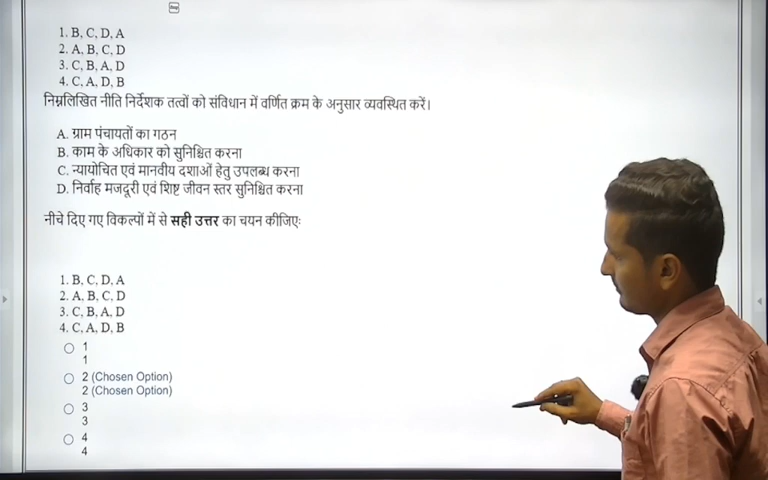 1. B, C, D, A
2. A, B, C, D
3. C, B, A, D
4. C, A, D, B
निम्नलिखित नीति निर्देशक तत्वों को संविधान में वर्णित क्रम के अनुसार व्यवस्थित करें।
A. ग्राम पंचायतों का गठन
B. काम के अधिकार को सुनिश्चित करना
C. न्यायोचित एवं मानवीय दशाओं हेतु उपलब्ध करना
D. निर्वाह मजदूरी एवं शिष्ट जीवन स्तर सुनिश्चित करना
नीचे दिए गए विकल्पों में से सही उत्तर का चयन कीजिएः
1. B, C, D, A
2. A, B, C, D
3. C, B, A, D
4. C, A, D, B
1
1
2 (Chosen Option)
2 (Chosen Option)
3
3
4
4